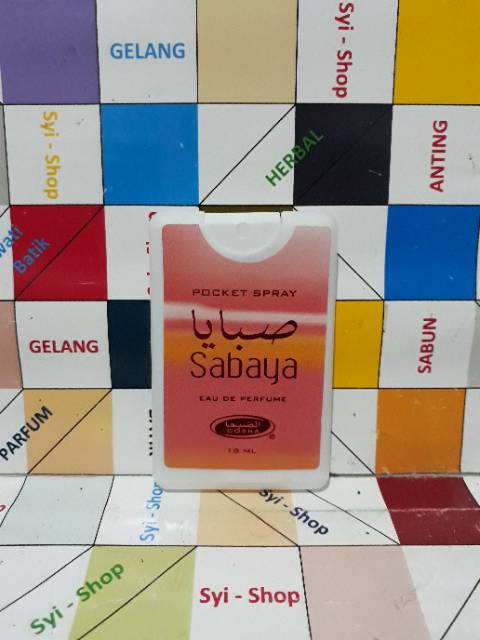 GELANG
Syi - Shop
Syi - Shop
HERBAL
ANTING
Batik
POCKET SPRAY
صبايا
Sabaya
EAU DE PERFUME
GELANG
SABUN
PARFUM
®
18 ML
Syi - Shop
Syi - Shop
Syi - Shop
Syi - Shop